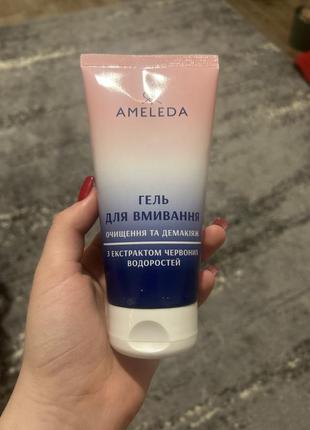 AMELEDA
ГЕЛЬ
ДЛЯ ВМИВАННЯ
ОЧИЩЕННЯ ТА ДЕМАКІЯЖ
З ЕКСТРАКТОМ ЧЕРВОНИХ
ВОДОРОСТЕЙ